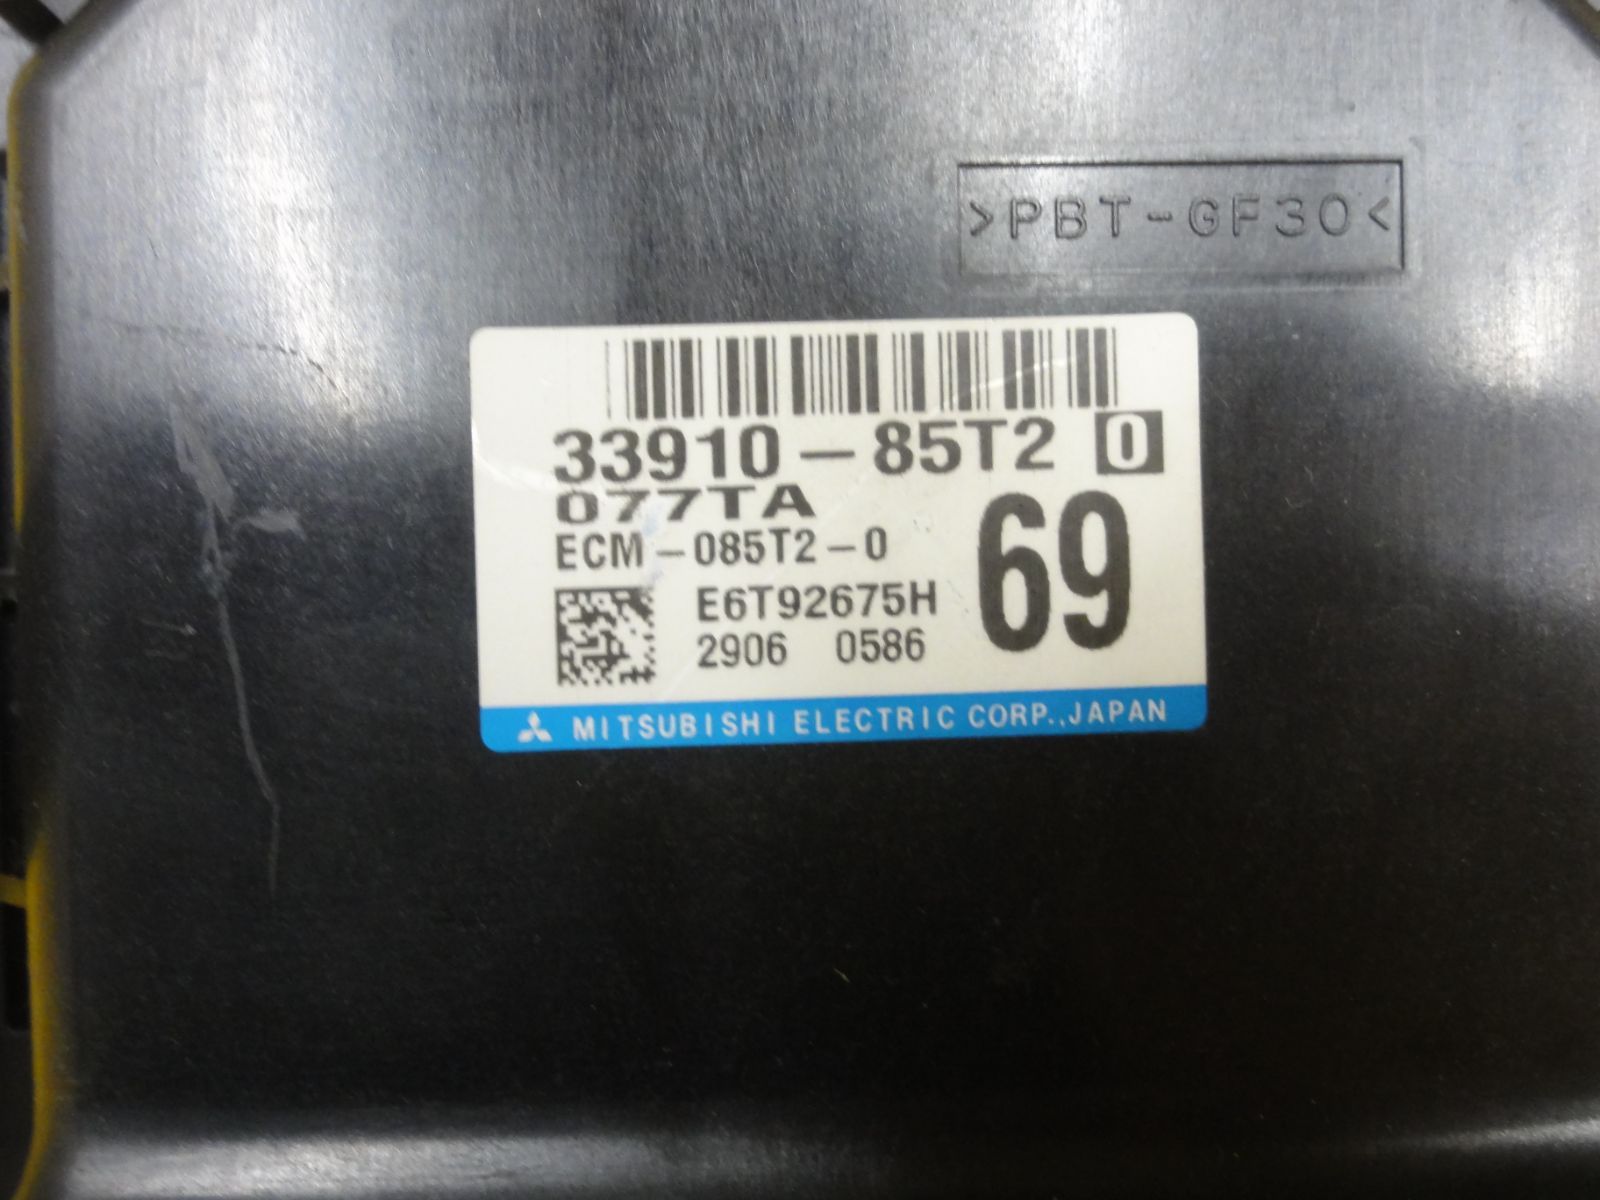 >PBT-GF30<
33910-85T2 0
077TA
69
ECM-085T2-0
E6T92675H
2906 0586
MITSUBISHI ELECTRIC CORP.,JAPAN